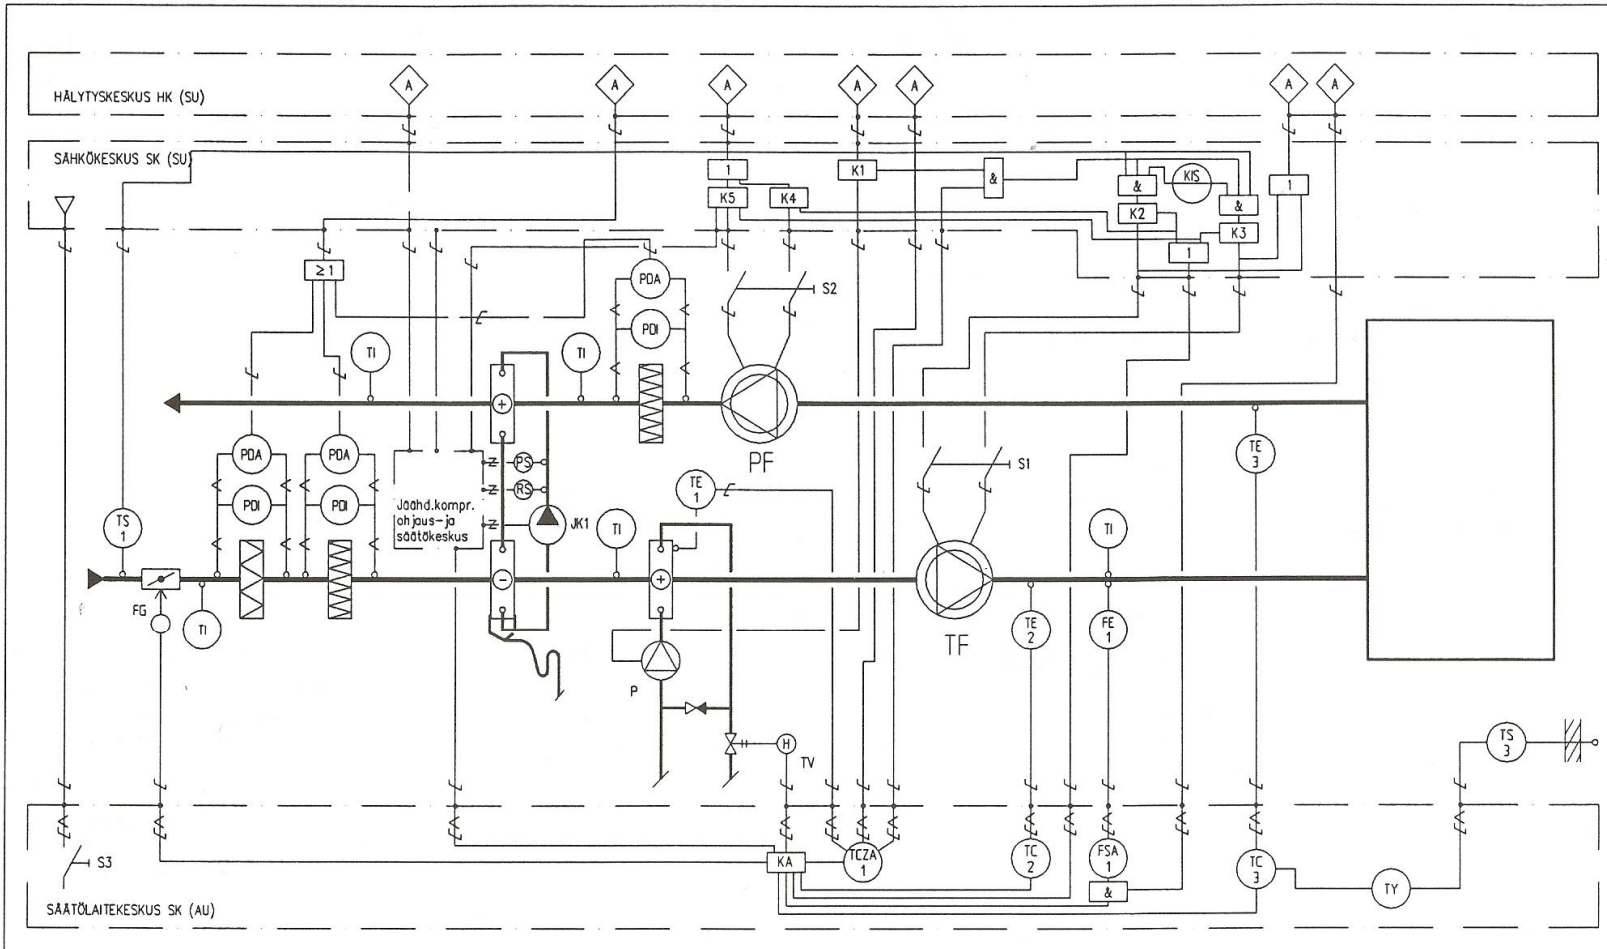 A A A A A A A
HÄLYTYSKESKUS HK (SU)
SÄHKÖKESKUS SK (SU)
1 K1 & & KIS 1
K5 K4 K2 &
K3
1
≥1
PDA
S2
PDI
TI TI
PF
PDA PDA
PS
S1
TE
3
TE
1
RS
PDI PDI
Jäähd.kompr.
ohjaus-ja
säätökeskus
TS
1
JK1
TI
TI
+
-
+
FG
TI
TE
2
FE
1
TF
P
H
TV
TS
3
S3
KA
TCZA
1
TC
2
FSA
1
TC
3
&
TY
SÄÄTÖLAITEKESKUS SK (AU)